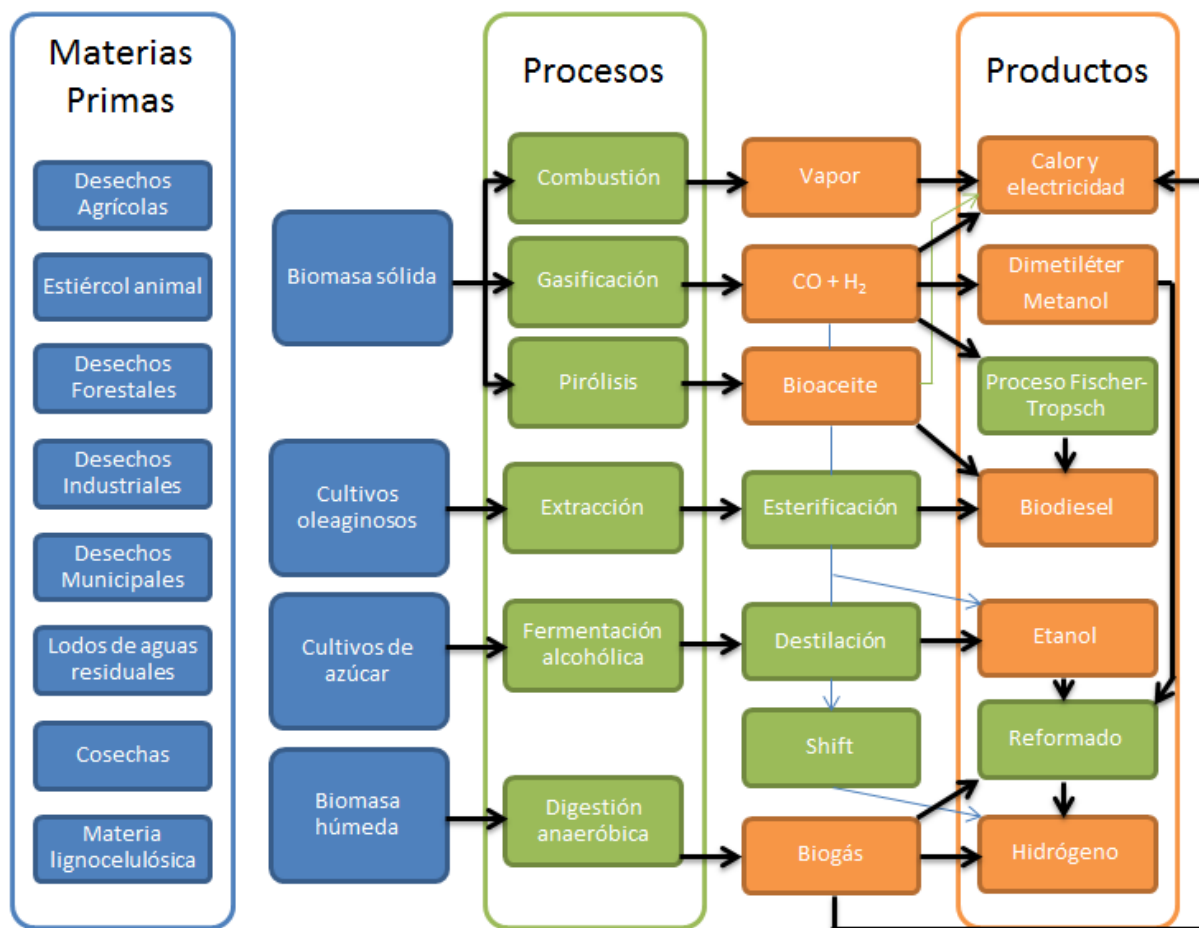 Materias
Primas
Desechos
Agrícolas
Estiércol animal
Desechos
Forestales
Desechos
Industriales
Desechos
Municipales
Lodos de aguas
residuales
Cosechas
Materia
lignocelulósica
Biomasa sólida
Cultivos
oleaginosos
Cultivos de
azúcar
Biomasa
húmeda
Procesos
Combustión
Gasificación
Pirólisis
Extracción
Fermentación
alcohólica
Digestión
anaeróbica
Vapor
CO + H₂
Bioaceite
Esterificación
Destilación
Shift
Biogás
Productos
Calor y
electricidad
Dimetiléter
Metanol
Proceso Fischer-
Tropsch
Biodiesel
Etanol
Reformado
Hidrógeno